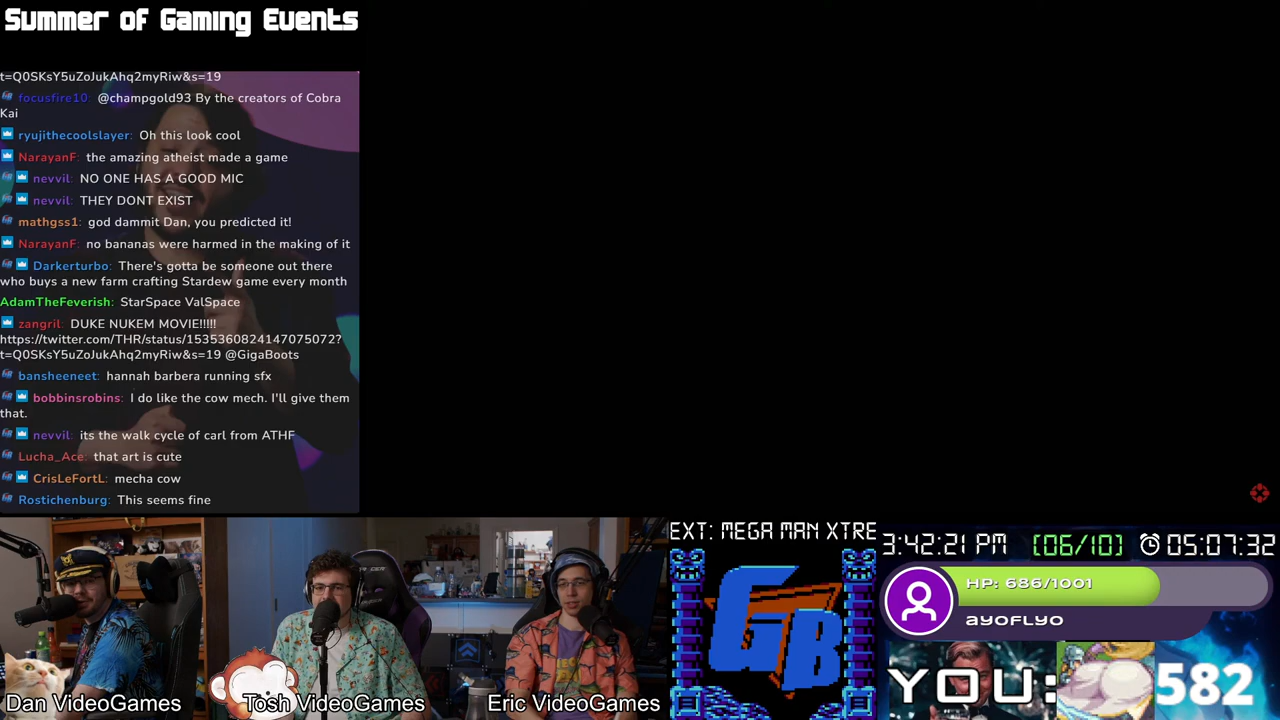 Summer of Gaming Events
t=Q0SKsY5uZoJukAhq2myRiw&s=19
focusfire10: @champgold93 By the creators of Cobra
Kai
ryujithecoolslayer: Oh this look cool
NarayanF: the amazing atheist made a game
nevvil: NO ONE HAS A GOOD MIC
nevvil: THEY DONT EXIST
mathgss1: god dammit Dan, you predicted it!
NarayanF: no bananas were harmed in the making of it
Darkerturbo: There's gotta be someone out there
who buys a new farm crafting Stardew game every month
AdamTheFeverish: StarSpace ValSpace
zangril: DUKE NUKEM MOVIE!!!!!
https://twitter.com/THR/status/1535360824147075072?
t=Q0SKsY5uZoJukAhq2myRiw&s=19 @GigaBoots
bansheeneet: hannah barbera running sfx
bobbinsrobins: I do like the cow mech. I'll give them
that.
nevvil: its the walk cycle of carl from ATHF
Lucha_Ace: that art is cute
CrisLeFortL: mecha cow
Rostichenburg: This seems fine
EXT: MEGA MAN XTRE
3:42:21 PM [06/10] 05:07:32
HP: 686/1001
ayoflyo
GB
YOU: 582
Dan VideoGames
Tosh VideoGames
Eric VideoGames